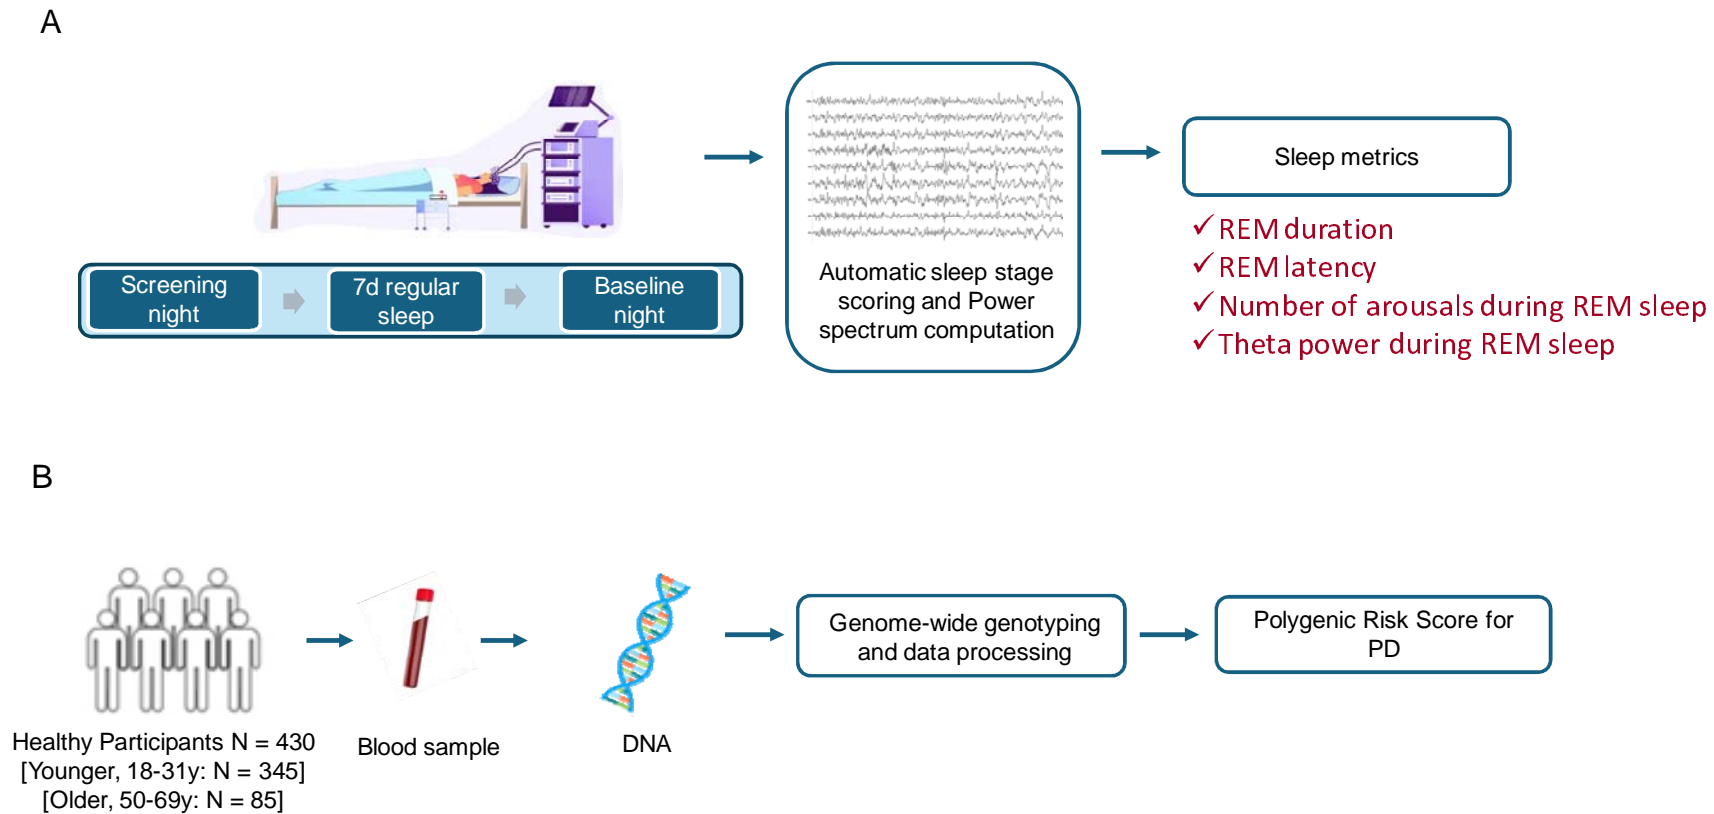 A
Screening
night
7d regular
sleep
Baseline
night
Automatic sleep stage
scoring and Power
spectrum computation
Sleep metrics
✓ REM duration
✓ REM latency
✓ Number of arousals during REM sleep
✓ Theta power during REM sleep
B
Healthy Participants N = 430
[Younger, 18-31y: N = 345]
[Older, 50-69y: N = 85]
Blood sample
DNA
Genome-wide genotyping
and data processing
Polygenic Risk Score for
PD